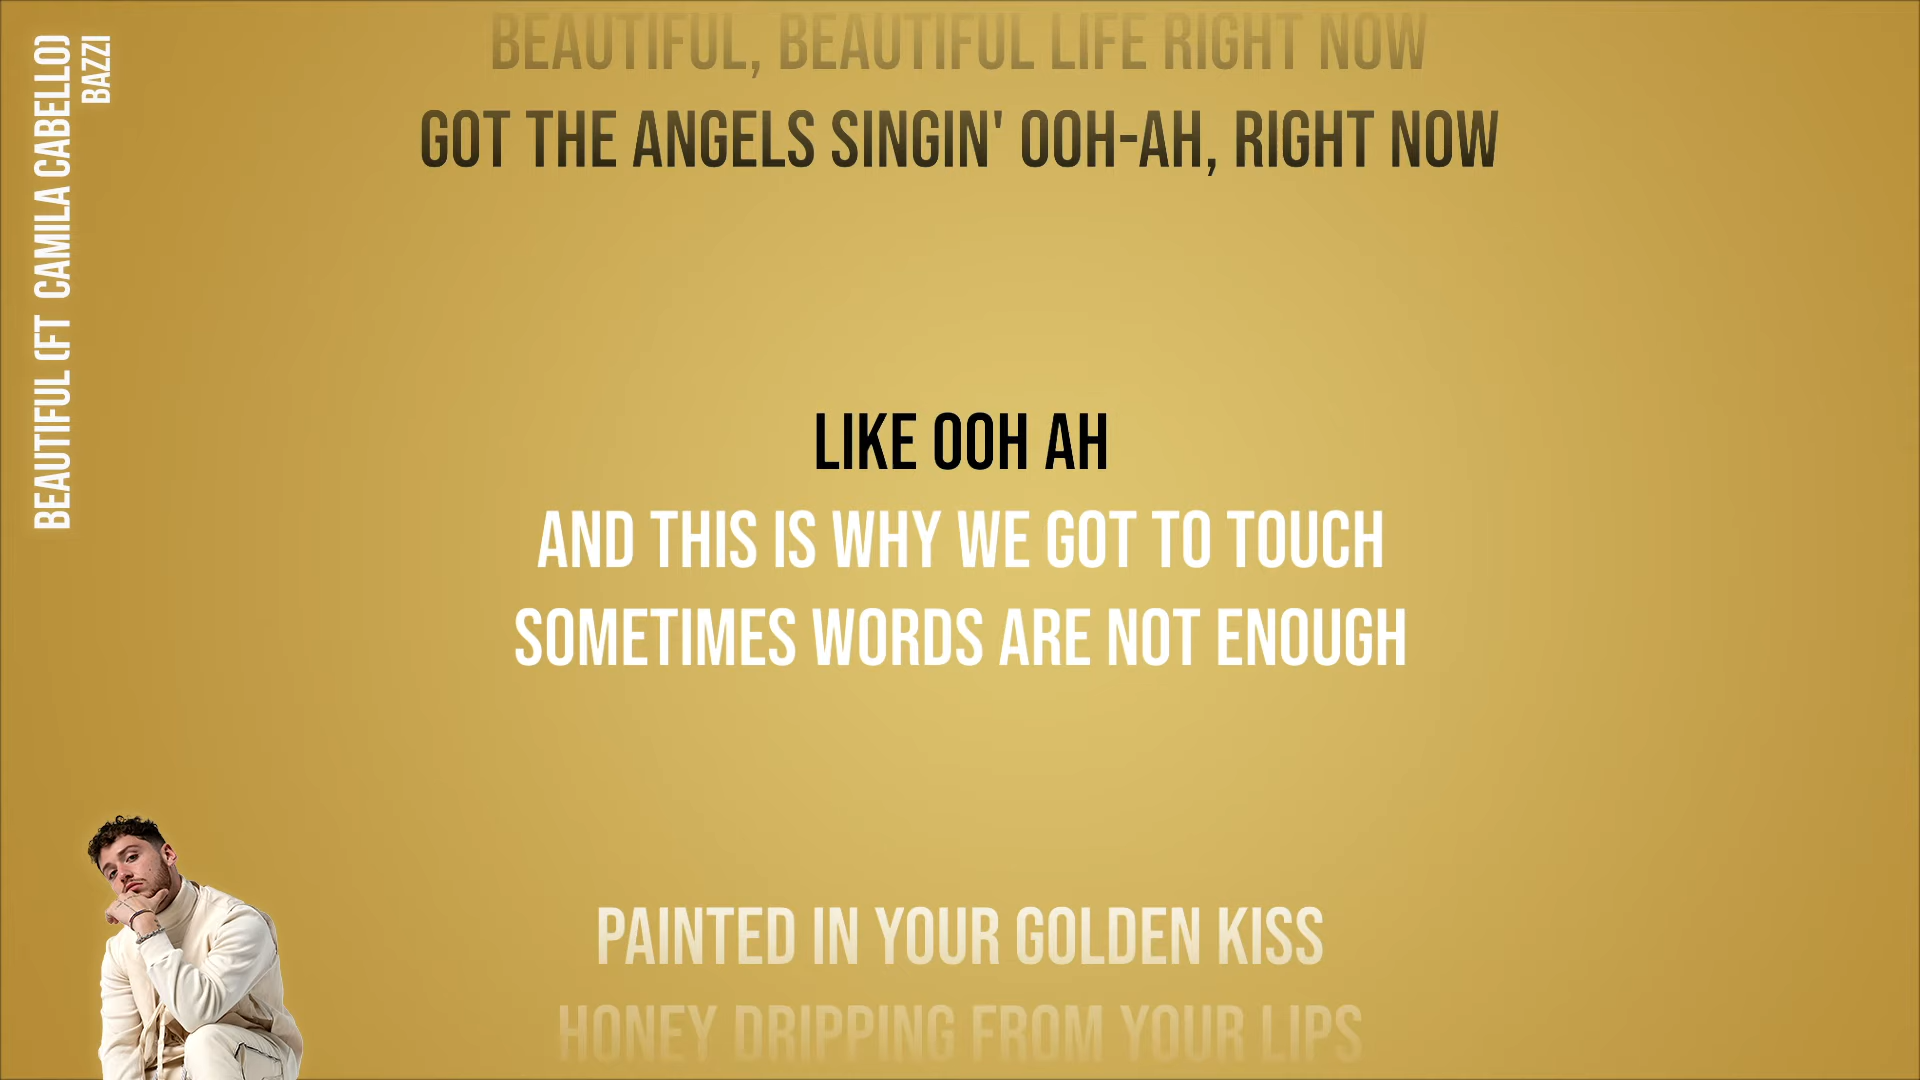 BEAUTIFUL (FT CAMILA CABELLO)
BAZZI
BEAUTIFUL, BEAUTIFUL LIFE RIGHT NOW
GOT THE ANGELS SINGIN' OOH-AH, RIGHT NOW
LIKE OOH AH
AND THIS IS WHY WE GOT TO TOUCH
SOMETIMES WORDS ARE NOT ENOUGH
PAINTED IN YOUR GOLDEN KISS
HONEY DRIPPING FROM YOUR LIPS